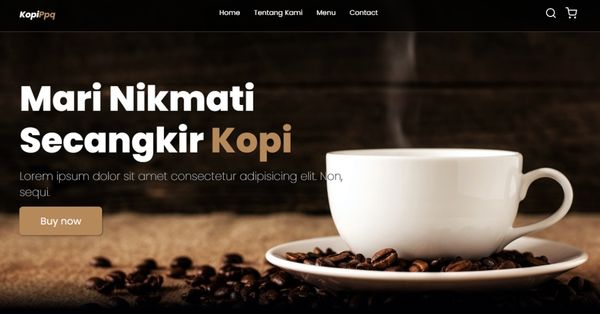 KopiPpq
Home Tentang Kami Menu Contact
Mari Nikmati
Secangkir Kopi
Lorem ipsum dolor sit amet consectetur adipisicing elit. Non,
sequi.
Buy now